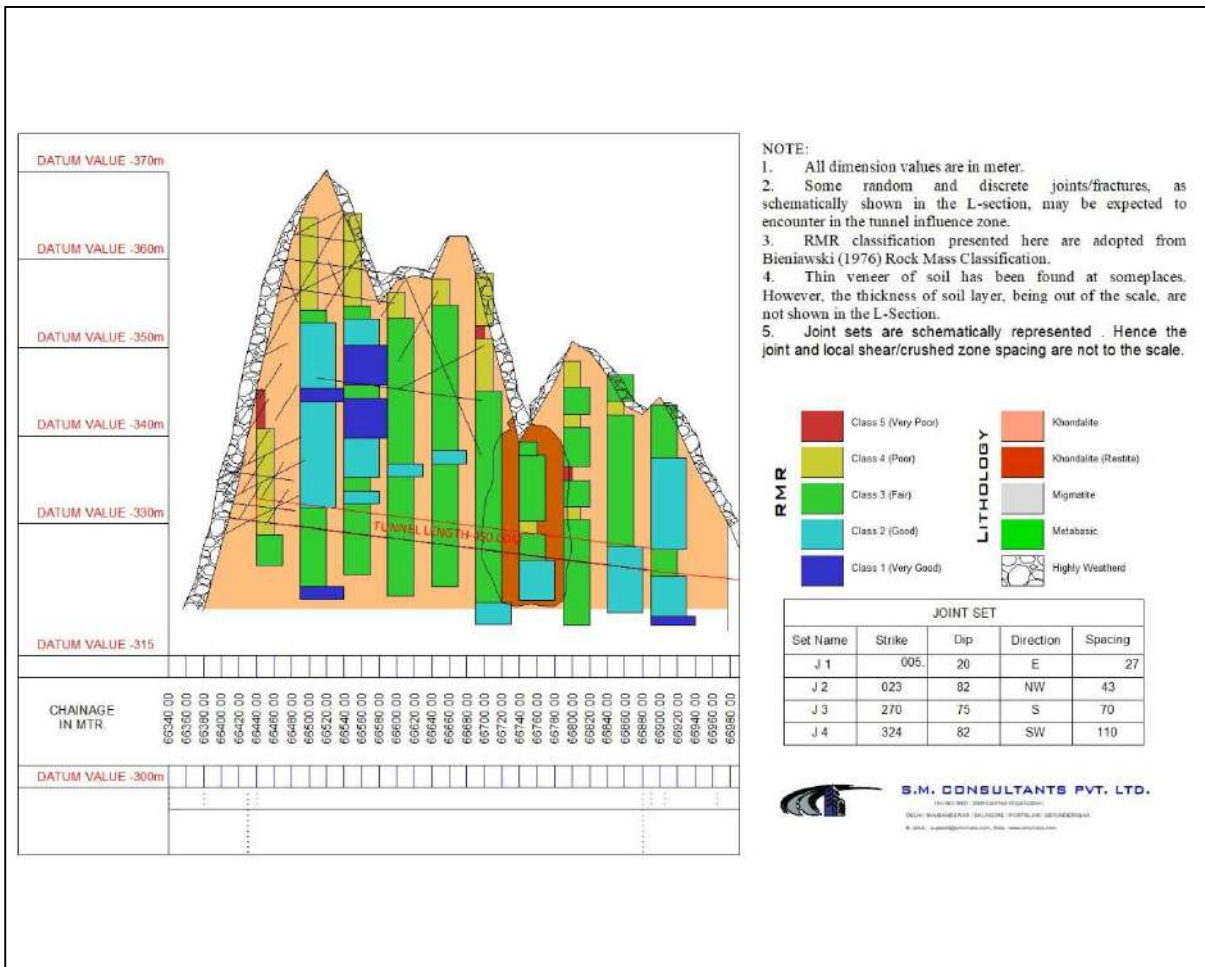 DATUM VALUE -370m
DATUM VALUE -360m
DATUM VALUE -350m
DATUM VALUE -340m
DATUM VALUE -330m
DATUM VALUE -315
TUNNEL LENGTH 450.00M
CHAINAGE
IN MTR.
66340.00
66360.00
66380.00
66400.00
66420.00
66440.00
66460.00
66480.00
66500.00
66520.00
66540.00
66560.00
66580.00
66600.00
66620.00
66640.00
66660.00
66680.00
66700.00
66720.00
66740.00
66760.00
66780.00
66800.00
66820.00
66840.00
66860.00
66880.00
66900.00
66920.00
66940.00
66960.00
66980.00
DATUM VALUE -300m
NOTE:
1. All dimension values are in meter.
2. Some random and discrete joints/fractures, as
schematically shown in the L-section, may be expected to
encounter in the tunnel influence zone.
3. RMR classification presented here are adopted from
Bieniawski (1976) Rock Mass Classification.
4. Thin veneer of soil has been found at someplaces.
However, the thickness of soil layer, being out of the scale, are
not shown in the L-Section.
5. Joint sets are schematically represented . Hence the
joint and local shear/crushed zone spacing are not to the scale.
RMR
Class 5 (Very Poor)
Class 4 (Poor)
Class 3 (Fair)
Class 2 (Good)
Class 1 (Very Good)
LITHOLOGY
Khondalite
Khondalite (Restite)
Migmatite
Metabasic
Highly Weatherd
JOINT SET
Set Name Strike Dip Direction Spacing
J 1 005. 20 E 27
J 2 023 82 NW 43
J 3 270 75 S 70
J 4 324 82 SW 110
S.M. CONSULTANTS PVT. LTD.